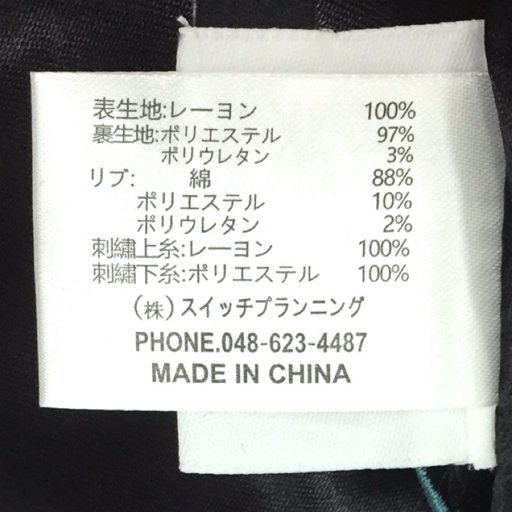 表生地:レーヨン 100%
裏生地:ポリエステル 97%
ポリウレタン 3%
リブ: 綿 88%
ポリエステル 10%
ポリウレタン 2%
刺繍上糸:レーヨン 100%
刺繍下糸:ポリエステル 100%
(株)スイッチプランニング
PHONE.048-623-4487
MADE IN CHINA